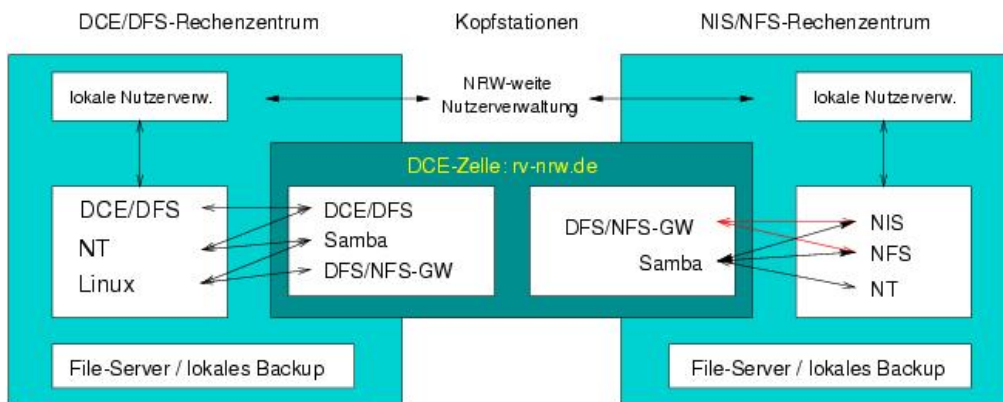 DCE/DFS-Rechenzentrum
Kopfstationen
NIS/NFS-Rechenzentrum
lokale Nutzerverw.
NRW-weite
Nutzerverwaltung
lokale Nutzerverw.
DCE-Zelle: rv-nrw.de
DCE/DFS
NT
Linux
DCE/DFS
Samba
DFS/NFS-GW
DFS/NFS-GW
Samba
NIS
NFS
NT
File-Server / lokales Backup
File-Server / lokales Backup